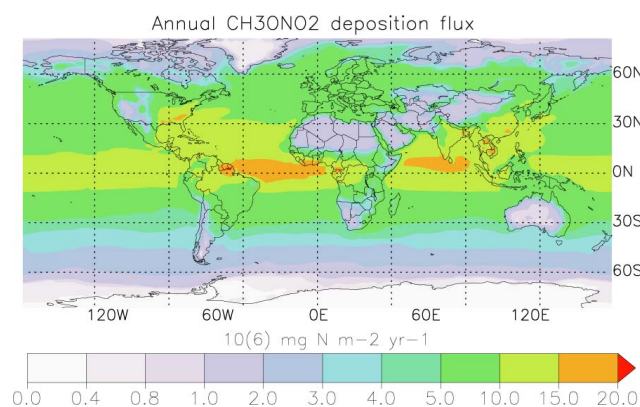 Annual CH3ONO2 deposition flux
60N
30N
0N
30S
60S
120W 60W 0E 60E 120E
10(6) mg N m-2 yr-1
0.0 0.4 0.8 1.0 2.0 3.0 4.0 5.0 10.0 15.0 20.0